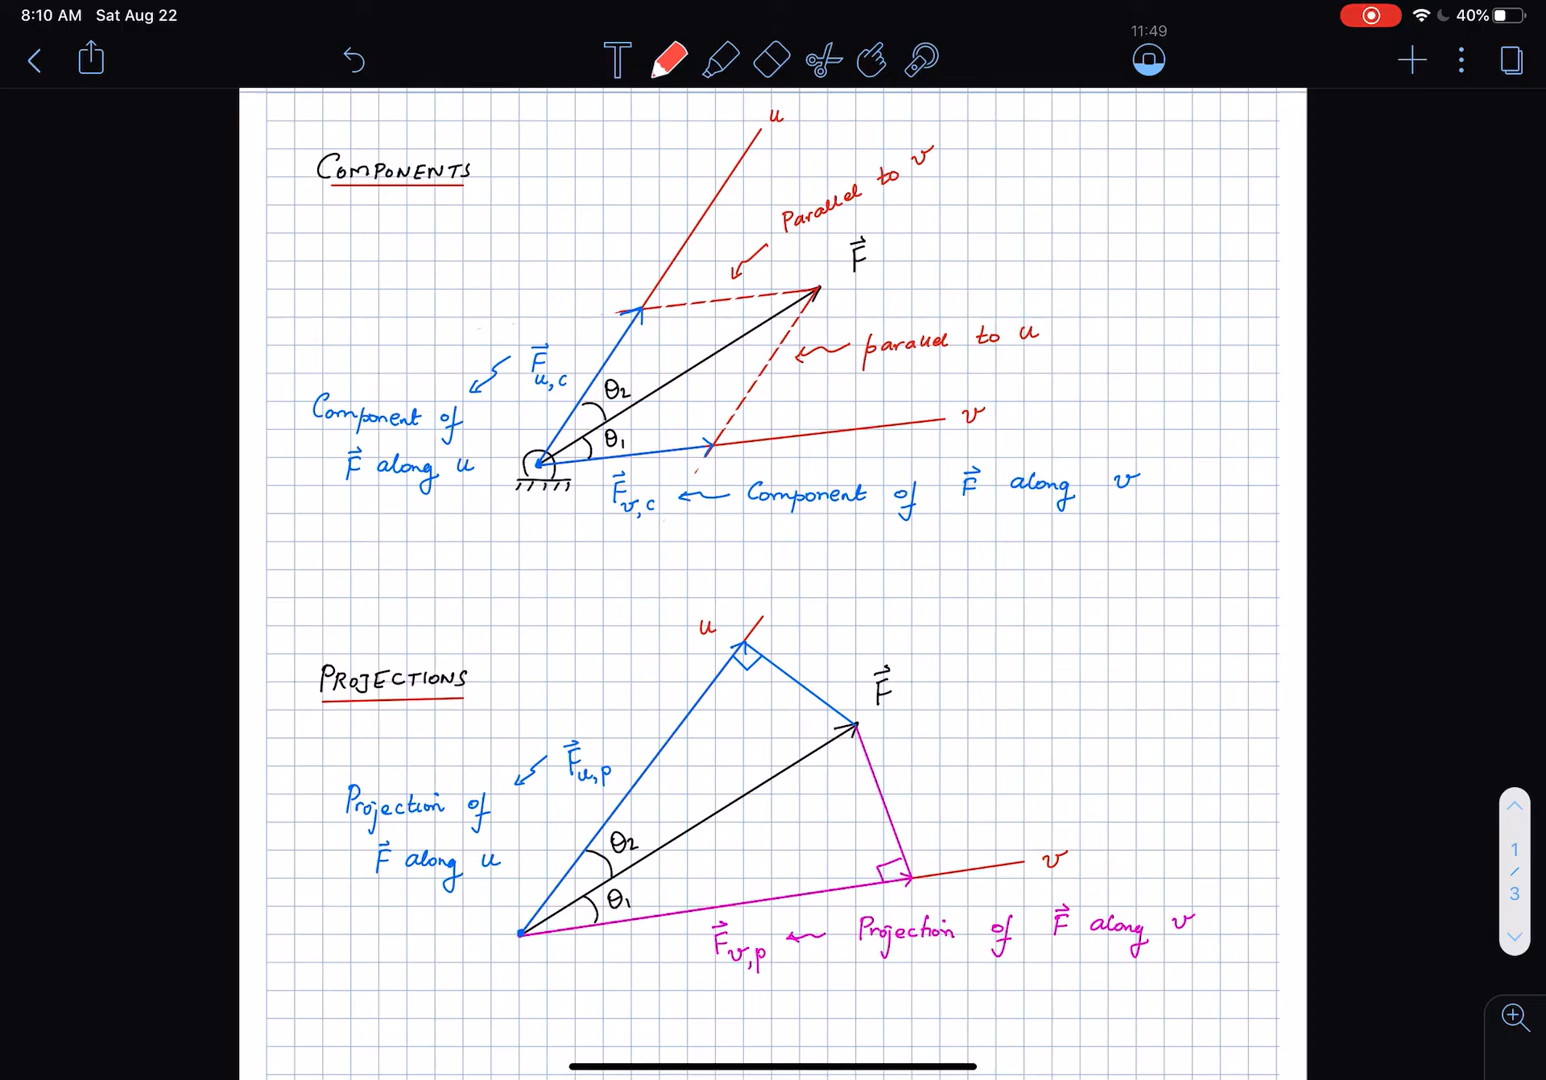 8:10 AM Sat Aug 22
40%
11:49
T
COMPONENTS
u
Parallel to v
F⃗
parallel to u
F⃗u,c
θ2
Component of
F⃗ along u
θ1
v
F⃗v,c ← Component of F⃗ along v
PROJECTIONS
u
F⃗
F⃗u,p
Projection of
F⃗ along u
θ2
θ1
v
F⃗v,p ← Projection of F⃗ along v
1
/
3